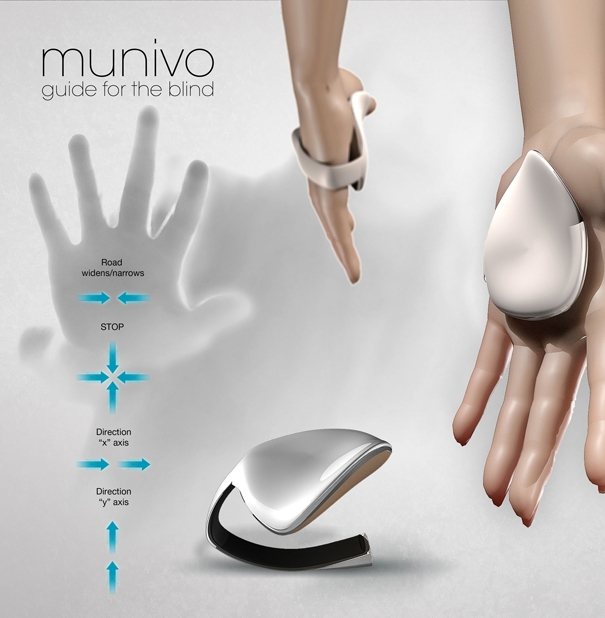 munivo
guide for the blind
Road
widens/narrows
STOP
Direction
“x” axis
Direction
“y” axis